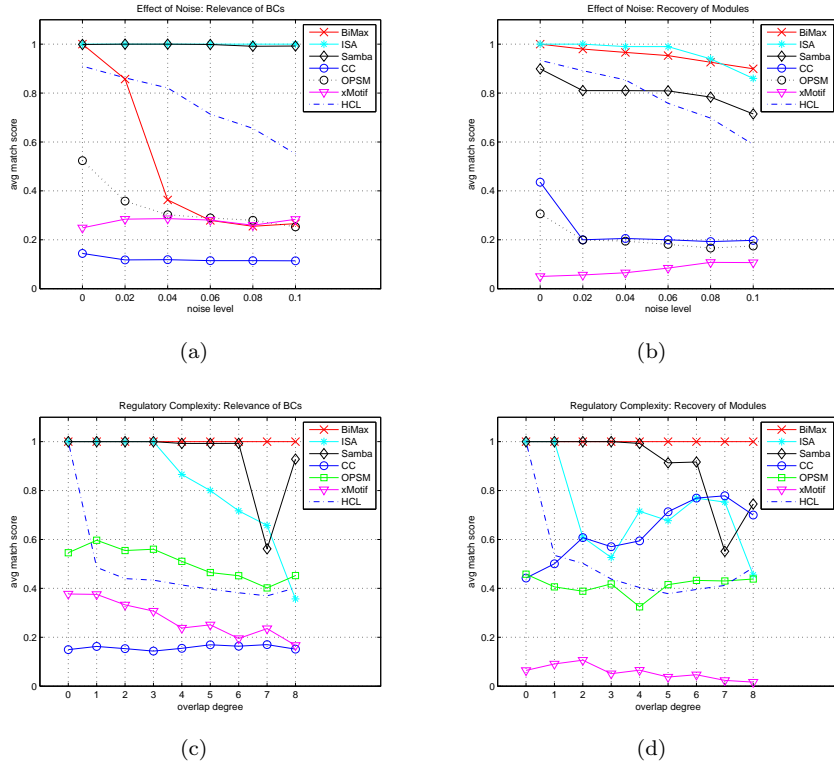 Effect of Noise: Relevance of BCs
avg match score
1
0.8
0.6
0.4
0.2
0
0 0.02 0.04 0.06 0.08 0.1
noise level
BiMax
ISA
Samba
CC
OPSM
xMotif
HCL
(a)
Effect of Noise: Recovery of Modules
avg match score
1
0.8
0.6
0.4
0.2
0
0 0.02 0.04 0.06 0.08 0.1
noise level
BiMax
ISA
Samba
CC
OPSM
xMotif
HCL
(b)
Regulatory Complexity: Relevance of BCs
avg match score
1
0.8
0.6
0.4
0.2
0
0 1 2 3 4 5 6 7 8
overlap degree
BiMax
ISA
Samba
CC
OPSM
xMotif
HCL
(c)
Regulatory Complexity: Recovery of Modules
avg match score
1
0.8
0.6
0.4
0.2
0
0 1 2 3 4 5 6 7 8
overlap degree
BiMax
ISA
Samba
CC
OPSM
xMotif
HCL
(d)